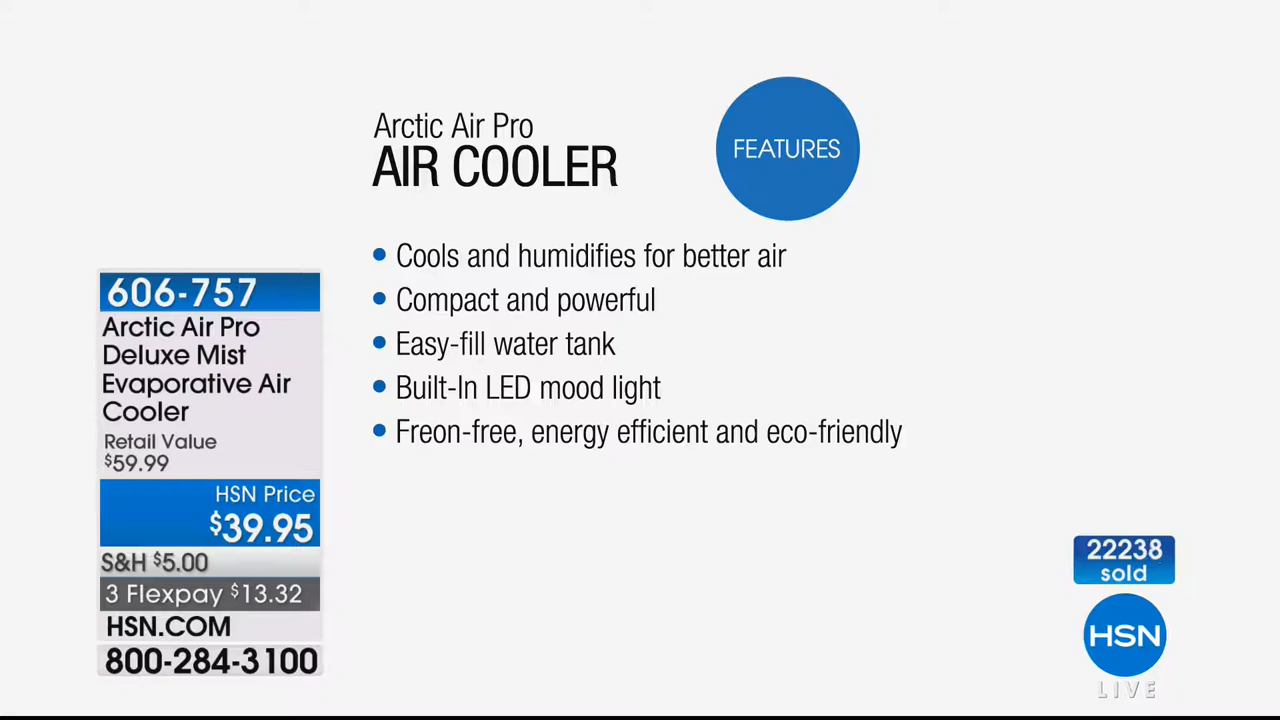 Arctic Air Pro
AIR COOLER
FEATURES
• Cools and humidifies for better air
• Compact and powerful
• Easy-fill water tank
• Built-In LED mood light
• Freon-free, energy efficient and eco-friendly
606-757
Arctic Air Pro
Deluxe Mist
Evaporative Air
Cooler
Retail Value
$59.99
HSN Price
$39.95
S&H $5.00
3 Flexpay $13.32
HSN.COM
800-284-3100
22238
sold
HSN
LIVE